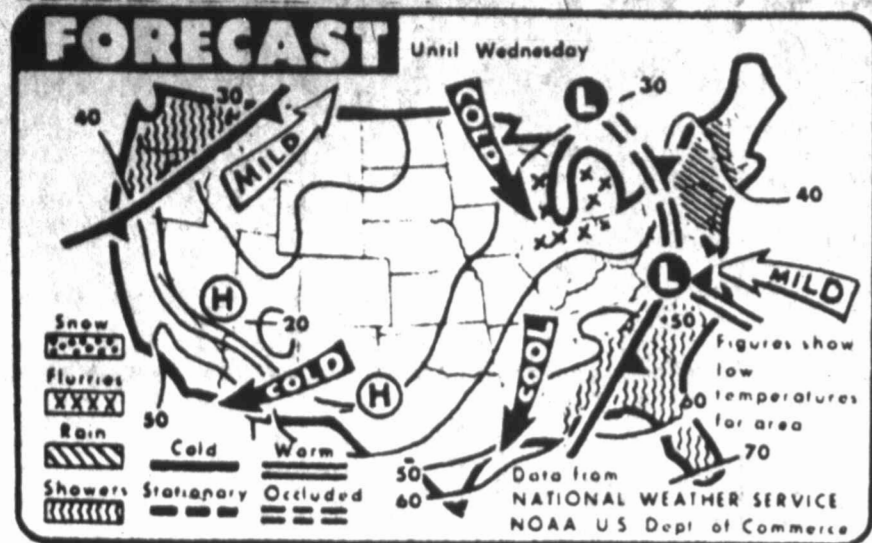 FORECAST
Until Wednesday
40
30
MILD
COLD
L
30
40
H
20
L
MILD
COLD
H
COOL
50
Figures show
low
temperatures
for area
60
70
50
50
60
Snow
Flurries
Rain
Showers
Cold
Warm
Stationary
Occluded
Data from
NATIONAL WEATHER SERVICE
NOAA U S Dept of Commerce